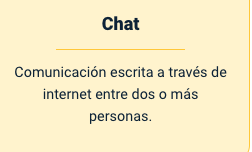 Chat
Comunicación escrita a través de
internet entre dos o más
personas.